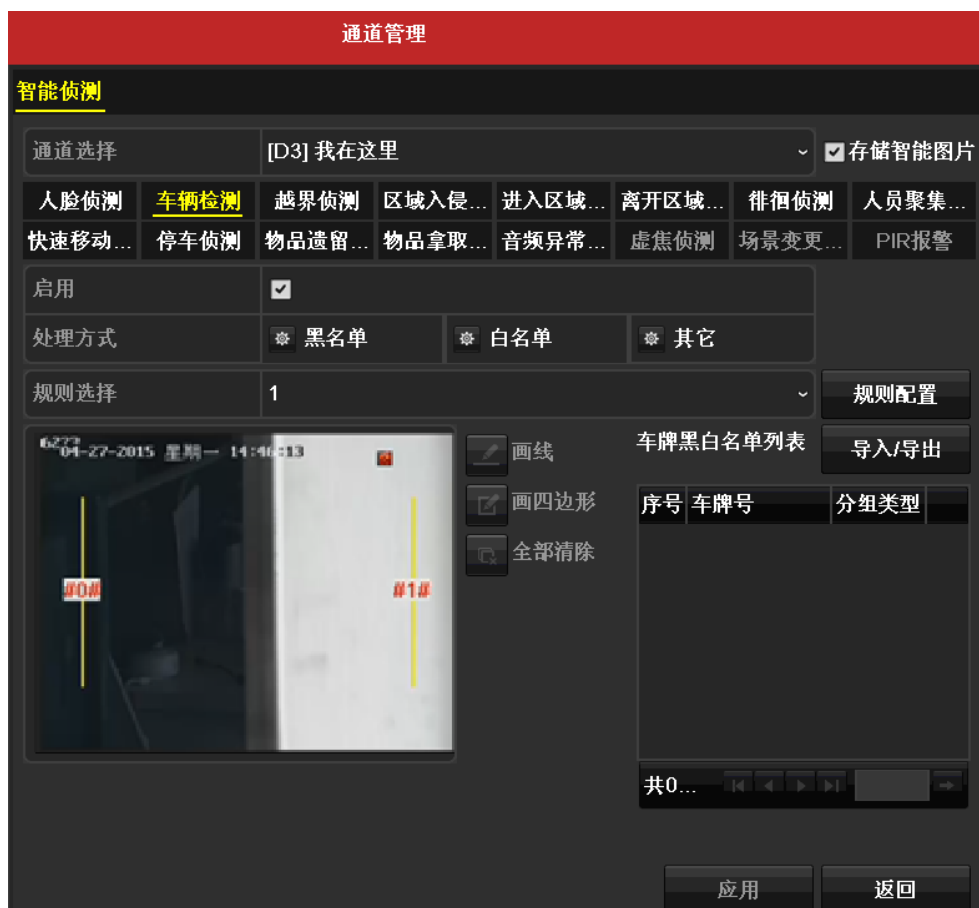 通道管理
智能侦测
通道选择 [D3] 我在这里 存储智能图片
人脸侦测 车辆检测 越界侦测 区域入侵... 进入区域... 离开区域... 徘徊侦测 人员聚集...
快速移动... 停车侦测 物品遗留... 物品拿取... 音频异常... 虚焦侦测 场景变更... PIR报警
启用
处理方式 黑名单 白名单 其它
规则选择 1 规则配置
6273
04-27-2015 星期一 14:46:13
#0# #1#
画线
画四边形
全部清除
车牌黑白名单列表 导入/导出
序号 车牌号 分组类型
共0...
应用 返回